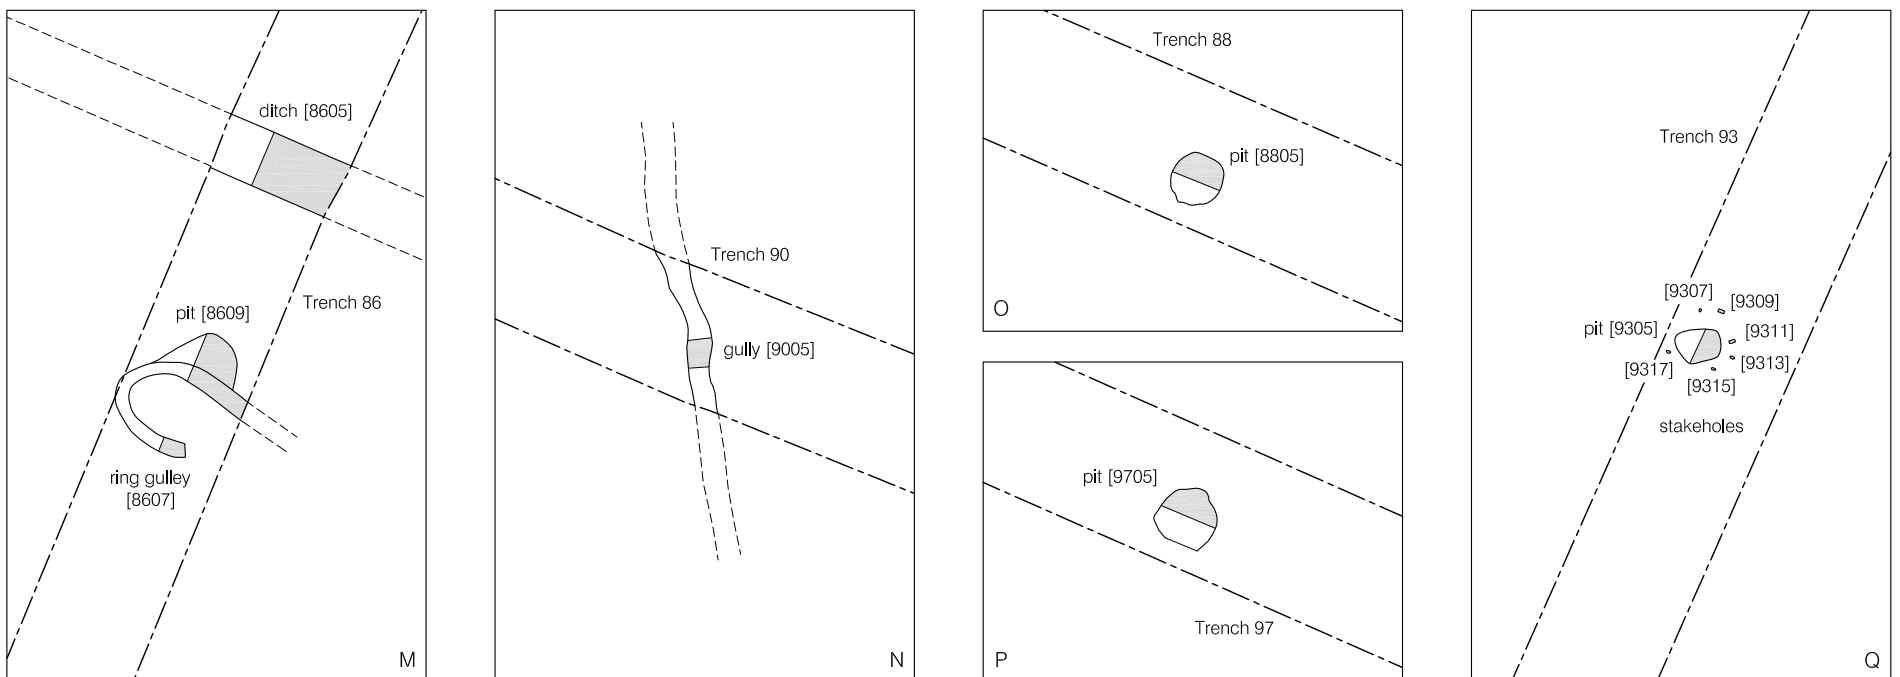 ditch [8605]
Trench 86
pit [8609]
ring gulley
[8607]
M
Trench 90
gully [9005]
N
Trench 88
pit [8805]
O
pit [9705]
Trench 97
P
Trench 93
[9307]
[9309]
pit [9305]
[9311]
[9317]
[9313]
[9315]
stakeholes
Q